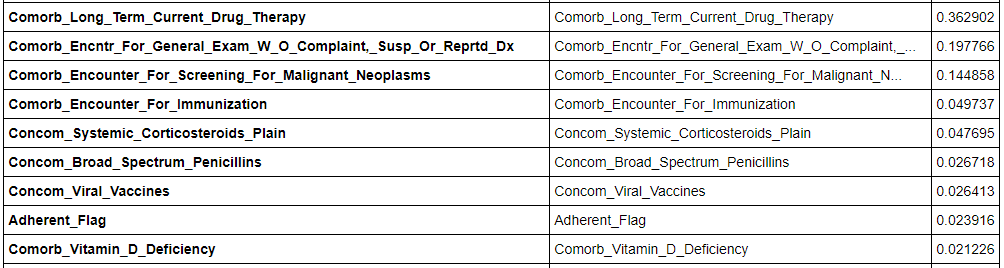 Comorb_Long_Term_Current_Drug_Therapy Comorb_Long_Term_Current_Drug_Therapy 0.362902
Comorb_Encntr_For_General_Exam_W_O_Complaint,_Susp_Or_Reprtd_Dx Comorb_Encntr_For_General_Exam_W_O_Complaint,_... 0.197766
Comorb_Encounter_For_Screening_For_Malignant_Neoplasms Comorb_Encounter_For_Screening_For_Malignant_N... 0.144858
Comorb_Encounter_For_Immunization Comorb_Encounter_For_Immunization 0.049737
Concom_Systemic_Corticosteroids_Plain Concom_Systemic_Corticosteroids_Plain 0.047695
Concom_Broad_Spectrum_Penicillins Concom_Broad_Spectrum_Penicillins 0.026718
Concom_Viral_Vaccines Concom_Viral_Vaccines 0.026413
Adherent_Flag Adherent_Flag 0.023916
Comorb_Vitamin_D_Deficiency Comorb_Vitamin_D_Deficiency 0.021226